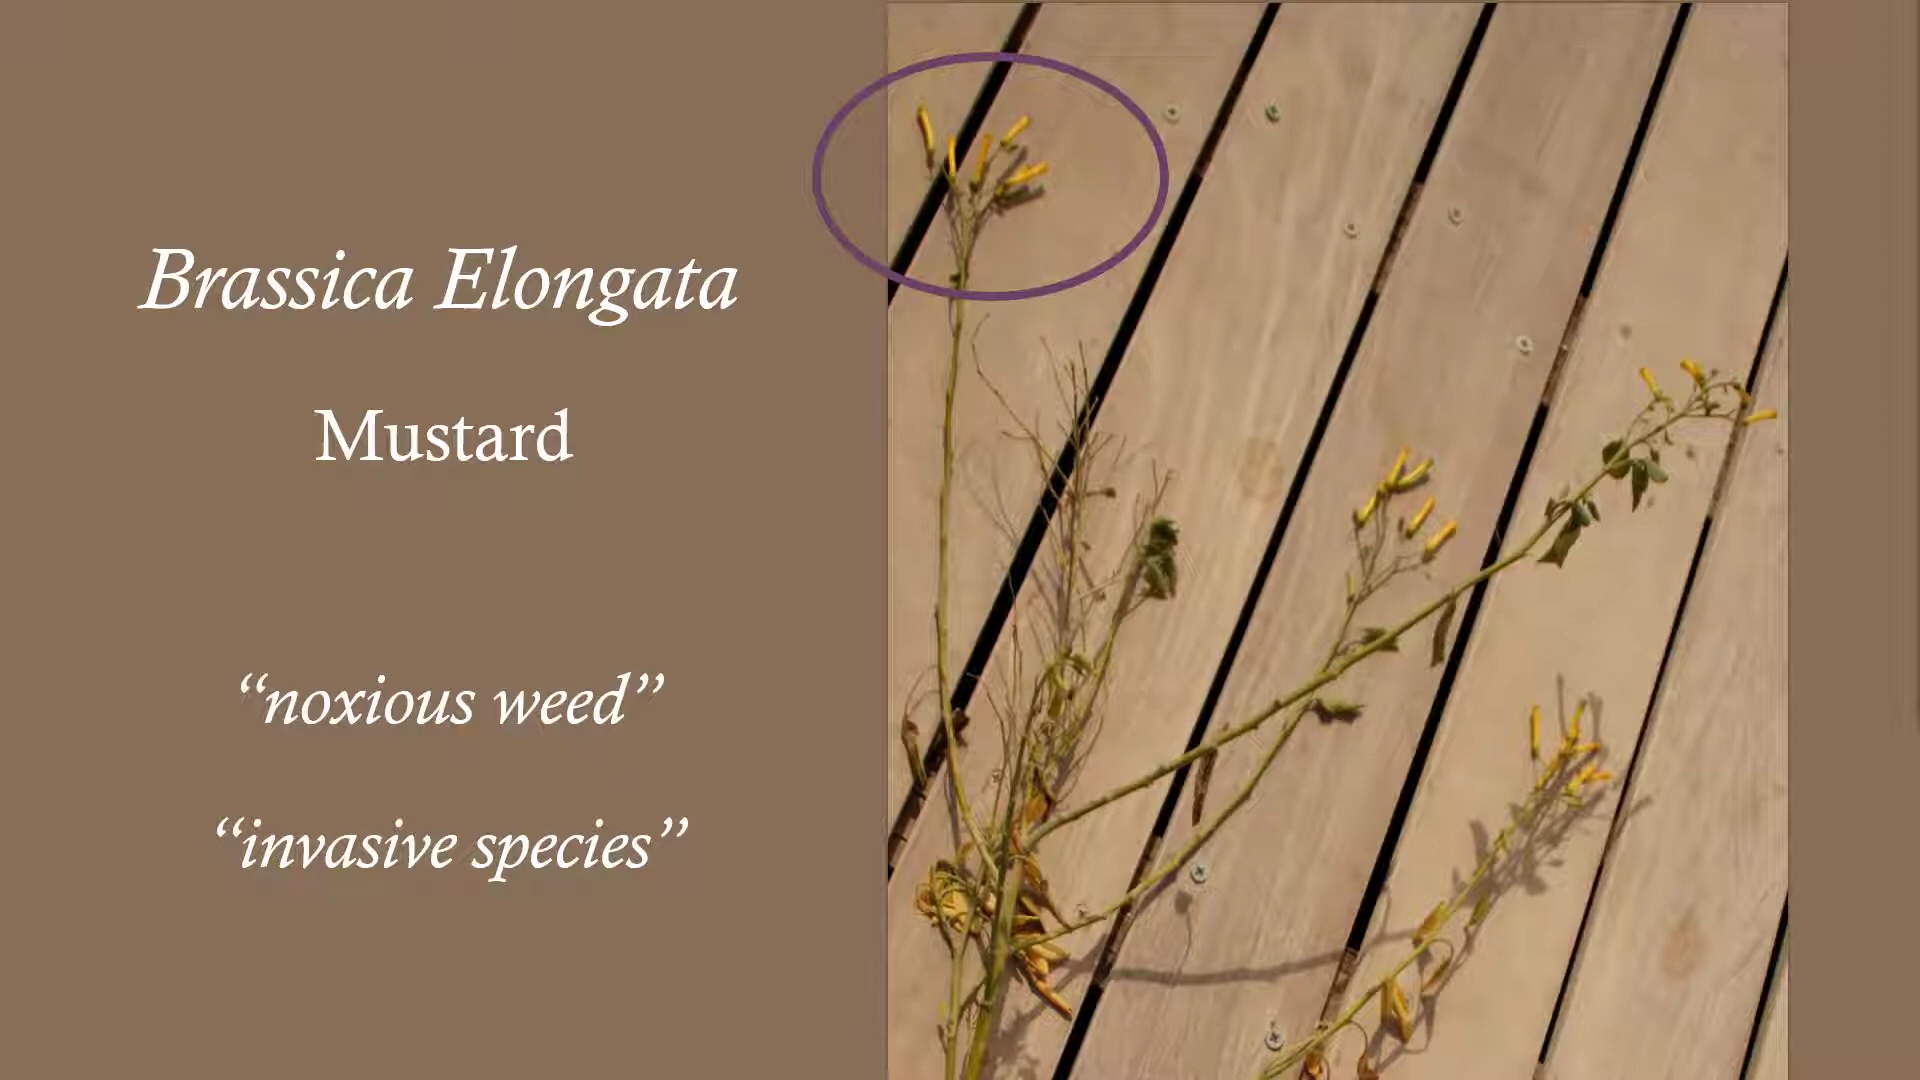 Brassica Elongata
Mustard
“noxious weed”
“invasive species”